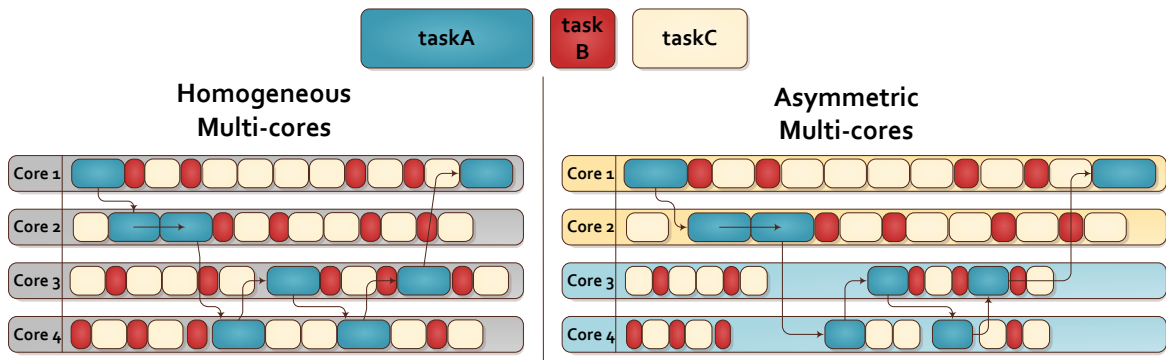 taskA
task
B
taskC
Homogeneous
Multi-cores
Asymmetric
Multi-cores
Core 1
Core 2
Core 3
Core 4
Core 1
Core 2
Core 3
Core 4